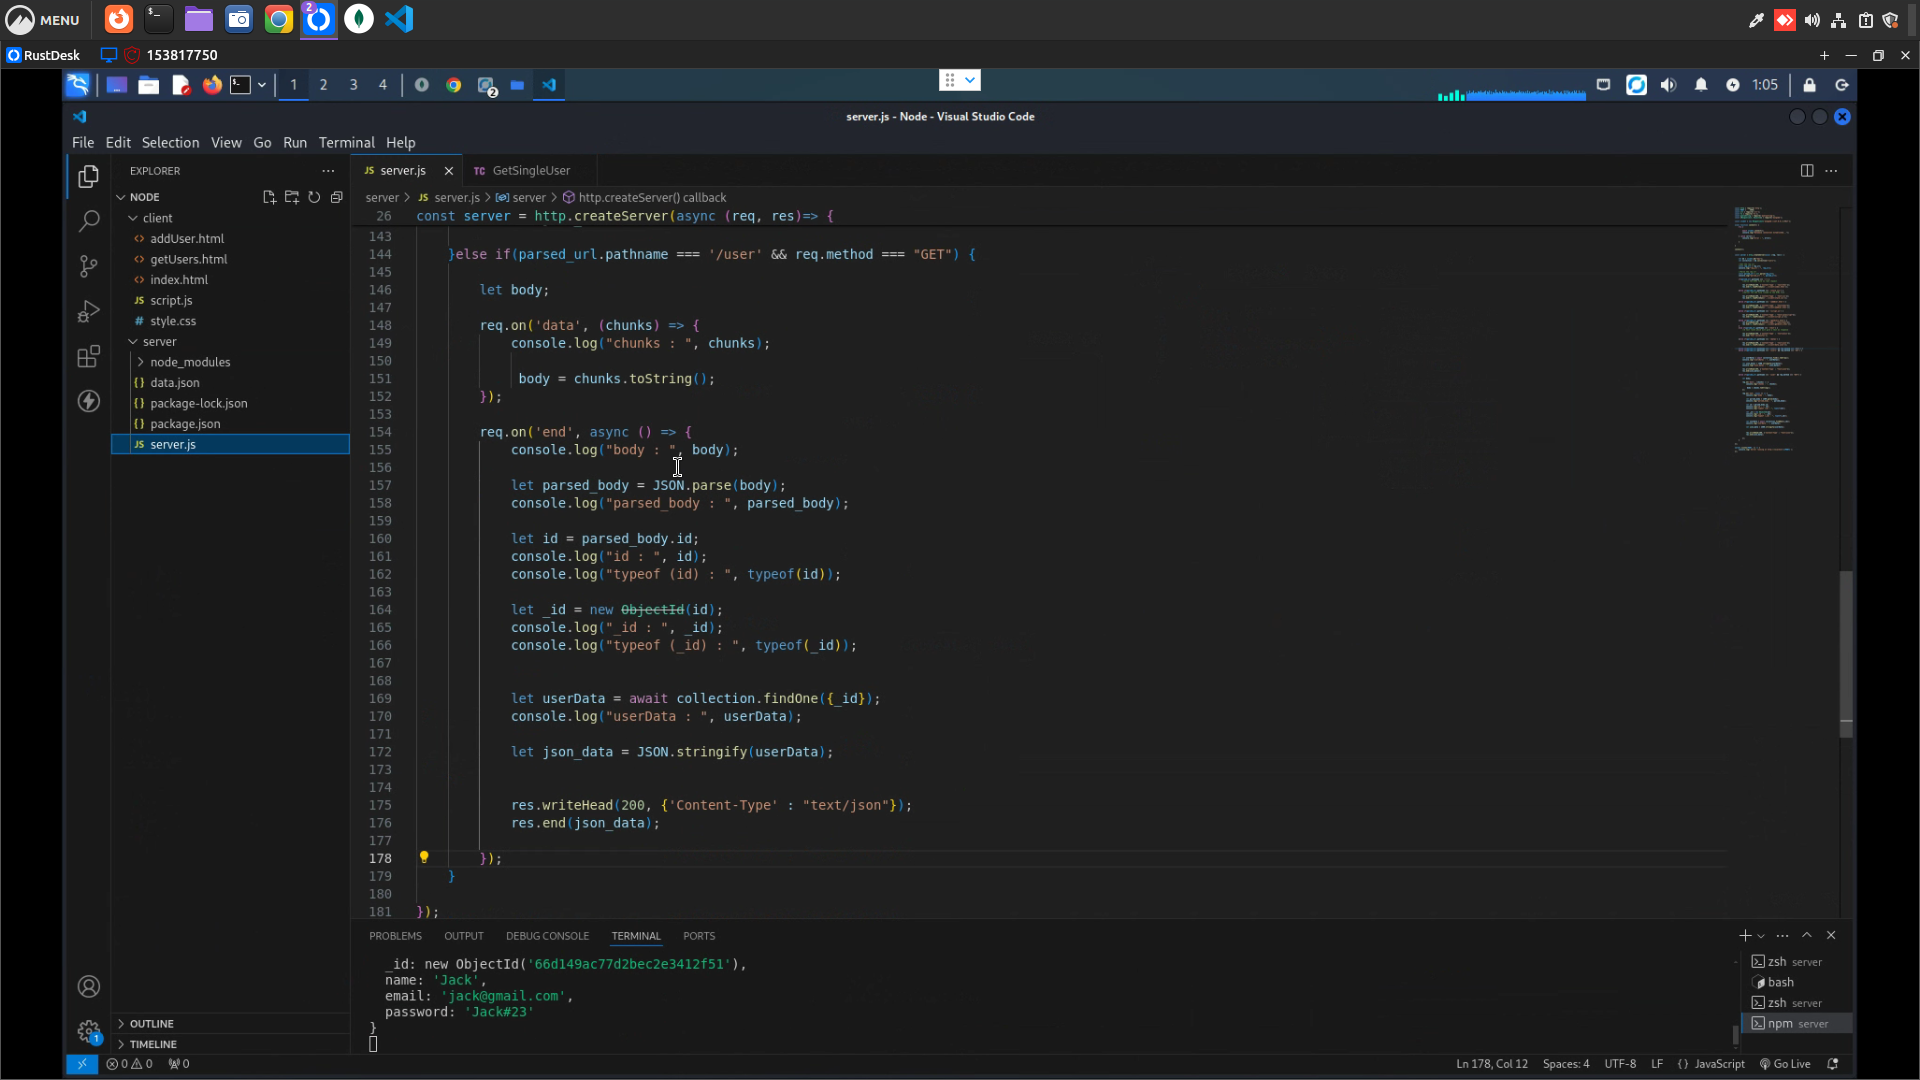 MENU
2
RustDesk
153817750
1
2
3
4
2
1:05
server.js - Node - Visual Studio Code
File Edit Selection View Go Run Terminal Help
EXPLORER
NODE
client
addUser.html
getUsers.html
index.html
JS script.js
# style.css
server
node_modules
{} data.json
{} package-lock.json
{} package.json
JS server.js
OUTLINE
TIMELINE
JS server.js
TC GetSingleUser
server > JS server.js > server > http.createServer() callback
26 const server = http.createServer(async (req, res)=> {
143
144 }else if(parsed_url.pathname === '/user' && req.method === "GET") {
145
146 let body;
147
148 req.on('data', (chunks) => {
149 console.log("chunks : ", chunks);
150
151 body = chunks.toString();
152 });
153
154 req.on('end', async () => {
155 console.log("body : ", body);
156
157 let parsed_body = JSON.parse(body);
158 console.log("parsed_body : ", parsed_body);
159
160 let id = parsed_body.id;
161 console.log("id : ", id);
162 console.log("typeof (id) : ", typeof(id));
163
164 let _id = new ObjectId(id);
165 console.log("_id : ", _id);
166 console.log("typeof (_id) : ", typeof(_id));
167
168
169 let userData = await collection.findOne({_id});
170 console.log("userData : ", userData);
171
172 let json_data = JSON.stringify(userData);
173
174
175 res.writeHead(200, {'Content-Type' : "text/json"});
176 res.end(json_data);
177
178 });
179 }
180
181 });
PROBLEMS OUTPUT DEBUG CONSOLE TERMINAL PORTS
_id: new ObjectId('66d149ac77d2bec2e3412f51'),
name: 'Jack',
email: 'jack@gmail.com',
password: 'Jack#23'
}
zsh server
bash
zsh server
npm server
1
0 0 0
Ln 178, Col 12 Spaces: 4 UTF-8 LF {} JavaScript Go Live